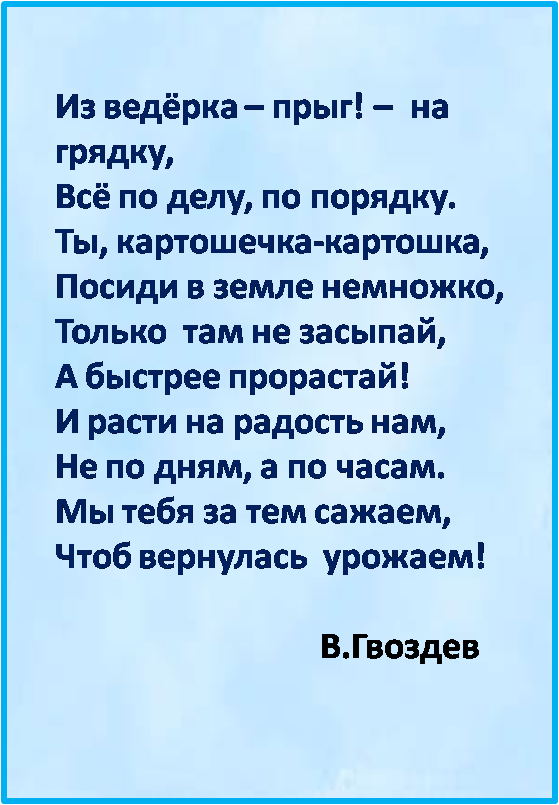 Из ведёрка – прыг! – на
грядку,
Всё по делу, по порядку.
Ты, картошечка-картошка,
Посиди в земле немножко,
Только там не засыпай,
А быстрее прорастай!
И расти на радость нам,
Не по дням, а по часам.
Мы тебя за тем сажаем,
Чтоб вернулась урожаем!
В.Гвоздев